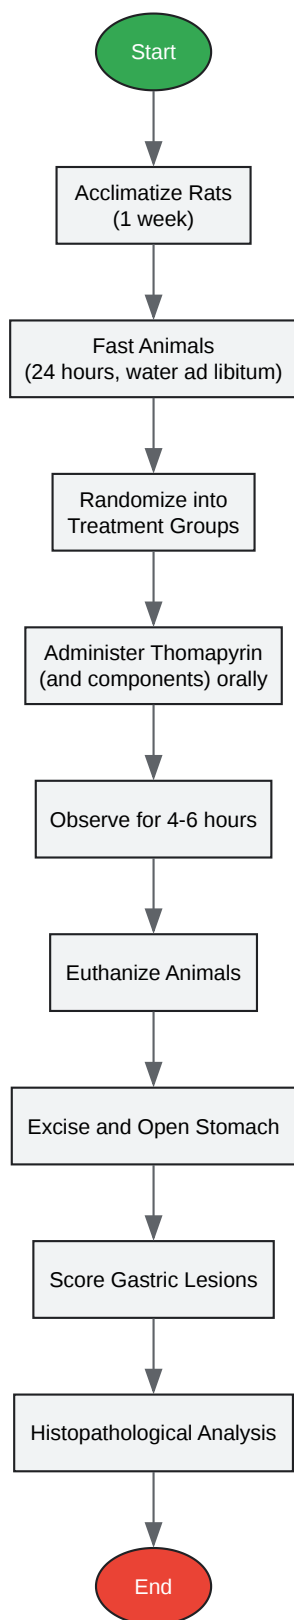 Start
Acclimatize Rats
(1 week)
Fast Animals
(24 hours, water ad libitum)
Randomize into
Treatment Groups
Administer Thomapyrin
(and components) orally
Observe for 4-6 hours
Euthanize Animals
Excise and Open Stomach
Score Gastric Lesions
Histopathological Analysis
End